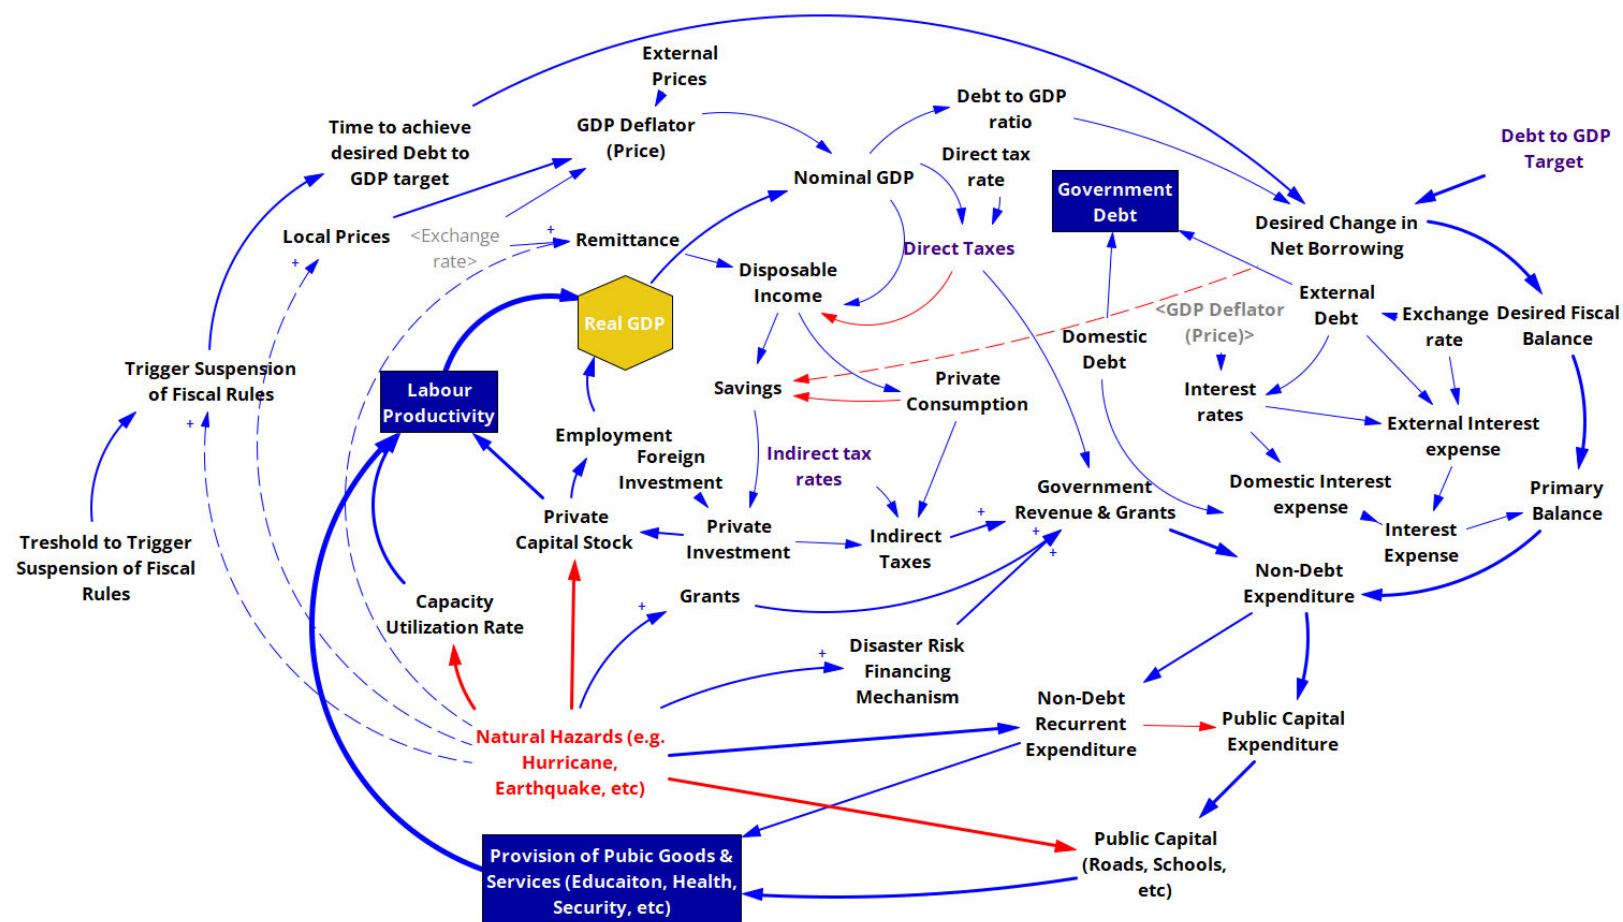 External
Prices
Time to achieve
desired Debt to
GDP target
GDP Deflator
(Price)
Debt to GDP
ratio
Debt to GDP
Target
Nominal GDP
Direct tax
rate
Government
Debt
Local Prices
<Exchange
rate>
+
Remittance
+
Direct Taxes
Desired Change in
Net Borrowing
Disposable
Income
Real GDP
<GDP Deflator
(Price)>
External
Debt
Exchange
rate
Desired Fiscal
Balance
Domestic
Debt
Trigger Suspension
of Fiscal Rules
+
Labour
Productivity
Savings
Private
Consumption
Interest
rates
External Interest
expense
Employment
Foreign
Investment
Indirect tax
rates
Government
Revenue & Grants
Domestic Interest
expense
Primary
Balance
Treshold to Trigger
Suspension of Fiscal
Rules
Private
Capital Stock
Private
Investment
Indirect
Taxes
+
+
+
Interest
Expense
Non-Debt
Expenditure
Capacity
Utilization Rate
Grants
+
Disaster Risk
Financing
Mechanism
+
Non-Debt
Recurrent
Expenditure
Public Capital
Expenditure
Natural Hazards (e.g.
Hurricane,
Earthquake, etc)
Public Capital
(Roads, Schools,
etc)
Provision of Pubic Goods &
Services (Educaiton, Health,
Security, etc)